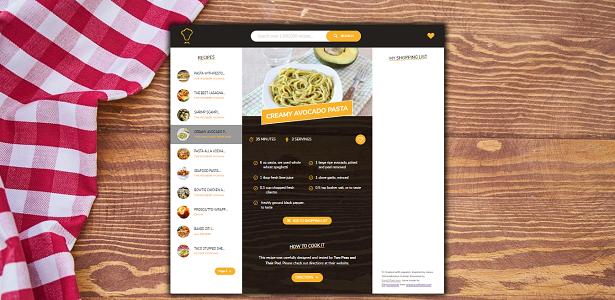 Search over 1,000,000 recipes...
SEARCH
RECIPES
PASTA WITH PESTO...
THE BEST LASAGNA...
SHRIMP SCAMPI...
CREAMY AVOCADO P...
PASTA ALLA VODKA...
SEAFOOD PASTA...
BOWTIE CHICKEN A...
PROSCIUTTO WRAPP...
BAKED ZITI I...
TACO STUFFED SHE...
CREAMY AVOCADO PASTA
35 MINUTES
3 SERVINGS
6 oz pasta, we used whole
wheat spaghetti
1 large ripe avocado, pitted
and peel removed
1 tbsp fresh lime juice
1 clove garlic, minced
0.5 cup chopped fresh
cilantro
0.5 tsp kosher salt, or to taste
freshly ground black pepper,
to taste
ADD TO SHOPPING LIST
HOW TO COOK IT
This recipe was carefully designed and tested by Two Peas and
Their Pod. Please check out directions at their website.
DIRECTIONS
MY SHOPPING LIST